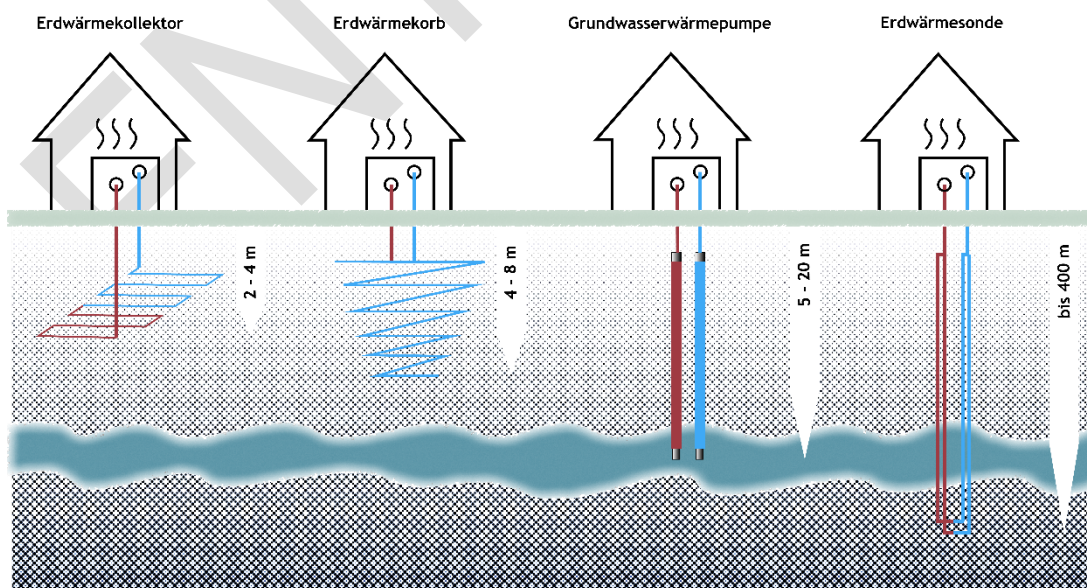 Erdwärmekollektor
Erdwärmekorb
Grundwasserwärmepumpe
Erdwärmesonde
2 - 4 m
4 - 8 m
5 - 20 m
bis 400 m